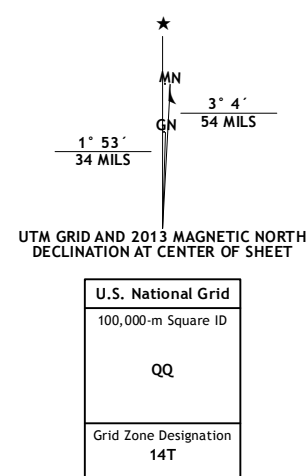 ★
MN
3° 4´
54 MILS
GN
1° 53´
34 MILS
UTM GRID AND 2013 MAGNETIC NORTH
DECLINATION AT CENTER OF SHEET
U.S. National Grid
100,000-m Square ID
QQ
Grid Zone Designation
14T